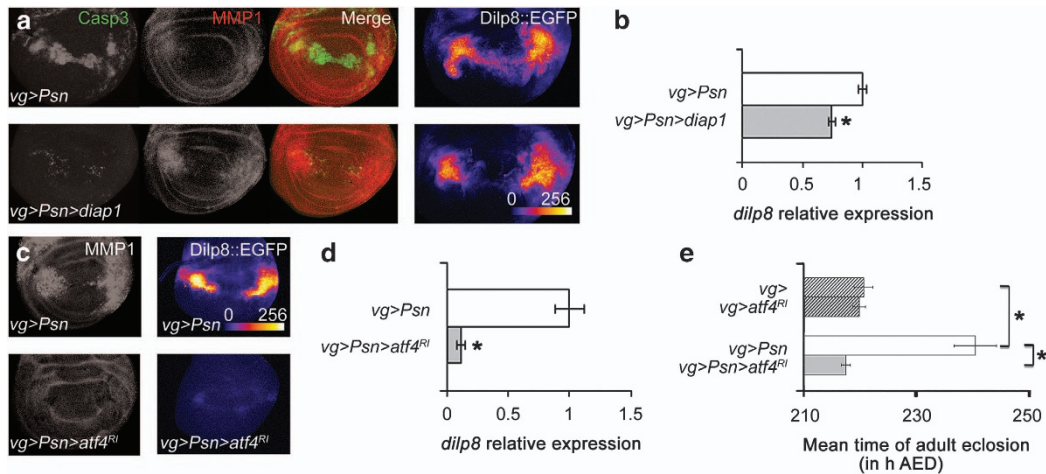 a
Casp3 MMP1 Merge Dilp8::EGFP
vg>Psn
vg>Psn>diap1
0 256
b
vg>Psn
vg>Psn>diap1
*
0 0.5 1 1.5
dilp8 relative expression
c
MMP1 Dilp8::EGFP
0 256
vg>Psn vg>Psn
vg>Psn>atf4ᴿᴵ vg>Psn>atf4ᴿᴵ
d
vg>Psn
vg>Psn>atf4ᴿᴵ
*
0 0.5 1 1.5
dilp8 relative expression
e
vg>
vg>atf4ᴿᴵ
*
vg>Psn
vg>Psn>atf4ᴿᴵ
*
210 230 250
Mean time of adult eclosion
(in h AED)